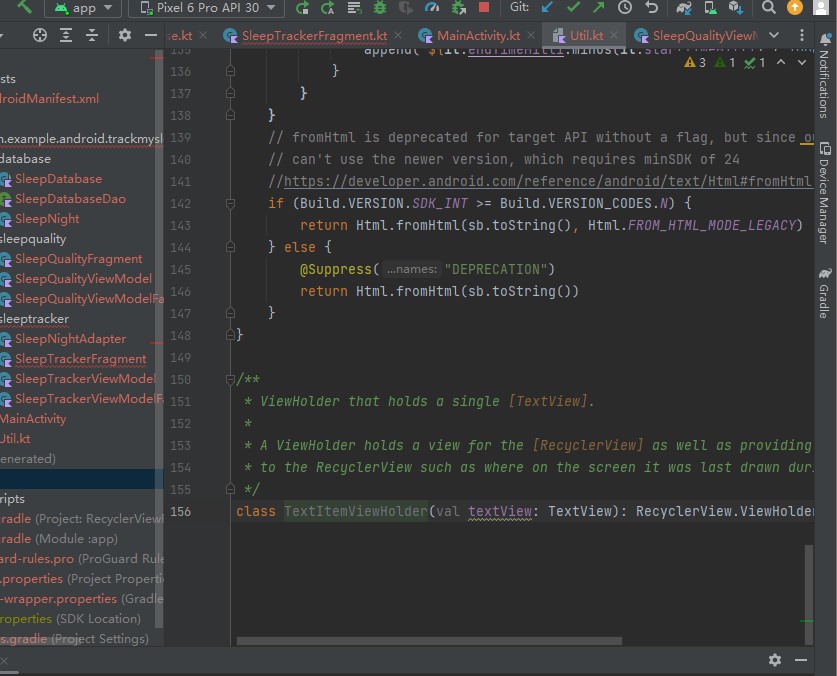 app Pixel 6 Pro API 30 Git:
se.kt SleepTrackerFragment.kt MainActivity.kt Util.kt SleepQualityViewM
135 append("${it.endTimeMilli.minus(it.star
3 1 1
136 }
137 }
138 }
139 // fromHtml is deprecated for target API without a flag, but since o
140 // can't use the newer version, which requires minSDK of 24
141 //https://developer.android.com/reference/android/text/Html#fromHtml
142 if (Build.VERSION.SDK_INT >= Build.VERSION_CODES.N) {
143 return Html.fromHtml(sb.toString(), Html.FROM_HTML_MODE_LEGACY)
144 } else {
145 @Suppress( ...names: "DEPRECATION")
146 return Html.fromHtml(sb.toString())
147 }
148 }
149
150 /**
151 * ViewHolder that holds a single [TextView].
152 *
153 * A ViewHolder holds a view for the [RecyclerView] as well as providing
154 * to the RecyclerView such as where on the screen it was last drawn dur
155 */
156 class TextItemViewHolder(val textView: TextView): RecyclerView.ViewHolde
sts
droidManifest.xml
m.example.android.trackmysl
database
SleepDatabase
SleepDatabaseDao
SleepNight
sleepquality
SleepQualityFragment
SleepQualityViewModel
SleepQualityViewModelFa
sleeptracker
SleepNightAdapter
SleepTrackerFragment
SleepTrackerViewModel
SleepTrackerViewModelFa
MainActivity
Util.kt
enerated)
ripts
radle (Project: RecyclerViewF
radle (Module :app)
ard-rules.pro (ProGuard Rule
.properties (Project Properti
-wrapper.properties (Gradle
roperties (SDK Location)
s.gradle (Project Settings)
Notifications
Device Manager
Gradle